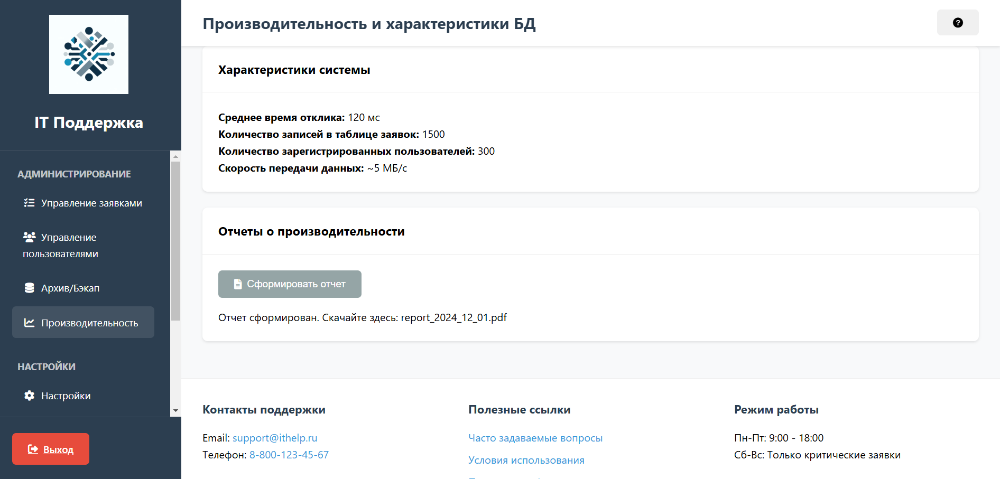 IT Поддержка
АДМИНИСТРИРОВАНИЕ
Управление заявками
Управление
пользователями
Архив/Бэкап
Производительность
НАСТРОЙКИ
Настройки
Выход
Производительность и характеристики БД
Характеристики системы
Среднее время отклика: 120 мс
Количество записей в таблице заявок: 1500
Количество зарегистрированных пользователей: 300
Скорость передачи данных: ~5 МБ/с
Отчеты о производительности
Сформировать отчет
Отчет сформирован. Скачайте здесь: report_2024_12_01.pdf
Контакты поддержки
Email: support@ithelp.ru
Телефон: 8-800-123-45-67
Полезные ссылки
Часто задаваемые вопросы
Условия использования
Режим работы
Пн-Пт: 9:00 - 18:00
Сб-Вс: Только критические заявки